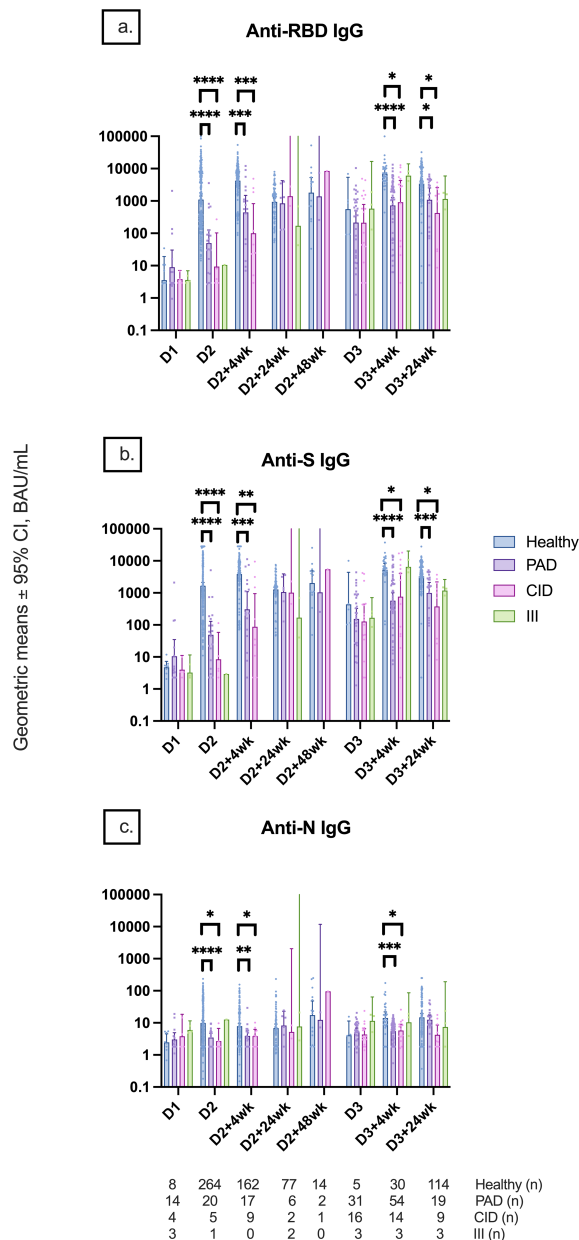 a.
Anti-RBD IgG
**** ***
**** ***
* *
**** *
100000
10000
1000
100
10
1
0.1
D1 D2 D2+4wk D2+24wk D2+48wk D3 D3+4wk D3+24wk
Geometric means ± 95% CI, BAU/mL
b.
Anti-S IgG
**** **
**** ***
* *
**** ***
100000
10000
1000
100
10
1
0.1
D1 D2 D2+4wk D2+24wk D2+48wk D3 D3+4wk D3+24wk
Healthy
PAD
CID
III
c.
Anti-N IgG
100000
10000
1000
100
10
1
0.1
* * *
**** ** ***
D1 D2 D2+4wk D2+24wk D2+48wk D3 D3+4wk D3+24wk
8 264 162 77 14 5 30 114 Healthy (n)
14 20 17 6 2 31 54 19 PAD (n)
4 5 9 2 1 16 14 9 CID (n)
3 1 0 2 0 3 3 3 III (n)